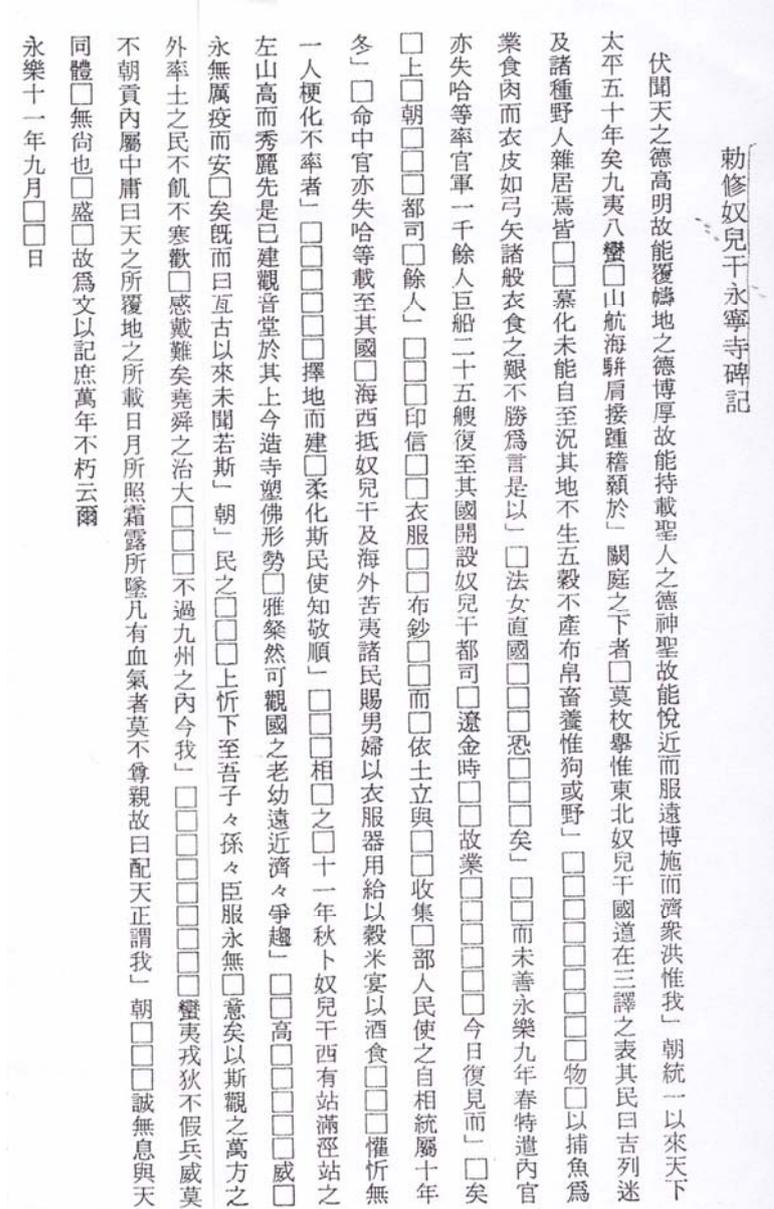 勅修奴兒干永寧寺碑記
伏聞天之德高明故能覆幬地之德博厚故能持載聖人之德神聖故能悅近而服遠博施而濟衆洪惟我」朝統一以來天下
太平五十年矣九夷八蠻□山航海駢肩接踵稽顙於」闕庭之下者□莫枚擧惟東北奴兒干國道在三譯之表其民曰吉列迷
及諸種野人雜居焉皆□□慕化未能自至況其地不生五穀不產布帛畜養惟狗或野」□□□□□□□□□物□以捕魚爲
業食肉而衣皮如弓矢諸般衣食之艱不勝爲言是以」□法女直國□□□恐□□□矣」□□而未善永樂九年春特遣內官
亦失哈等率官軍一千餘人巨船二十五艘復至其國開設奴兒干都司□遼金時□□故業□□□□□□今日復見而」□矣
□上□朝□□□都司□餘人」□□□印信□□衣服□□布鈔□□而□依土立與□□收集□部人民使之自相統屬十年
冬」□命中官亦失哈等載至其國□海西抵奴兒干及海外苦夷諸民賜男婦以衣服器用給以穀米宴以酒食□□□懽忻無
一人梗化不率者」□□□□□□擇地而建□柔化斯民使知敬順」□□□相□之□十一年秋卜奴兒干西有站滿涇站之
左山高而秀麗先是已建觀音堂於其上今造寺塑佛形勢□雅粲然可觀國之老幼遠近濟々爭趨」□□高□□□□□威□
永無厲疫而安□矣旣而曰亙古以來未聞若斯」朝」民之□□□上忻下至吾子々孫々臣服永無□意矣以斯觀之萬方之
外率土之民不飢不寒歡□感戴難矣堯舜之治大□□□不過九州之內今我」□□□□□□□□□蠻夷戎狄不假兵威莫
不朝貢內屬中庸曰天之所覆地之所載日月所照霜露所墜凡有血氣者莫不尊親故曰配天正謂我」朝□□□誠無息與天
同體□無尙也□盛□故爲文以記庶萬年不朽云爾
永樂十一年九月□□日